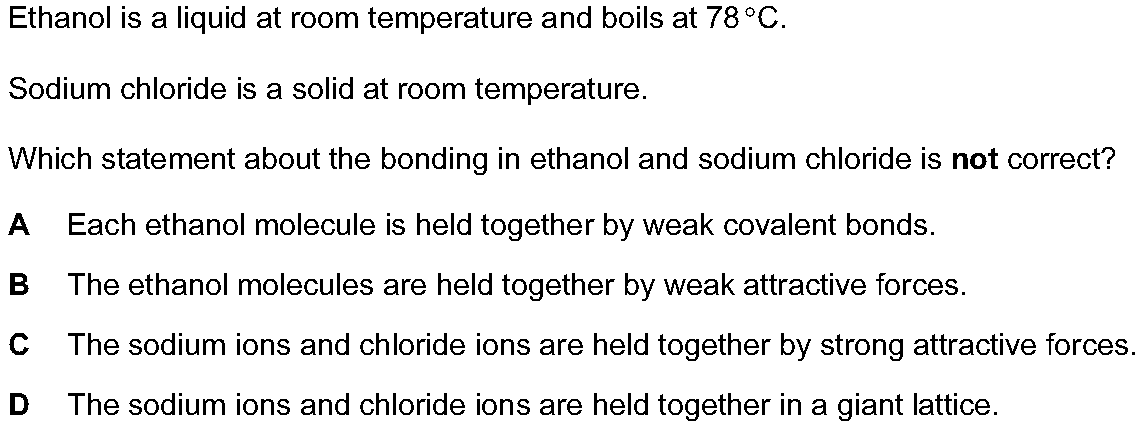 Ethanol is a liquid at room temperature and boils at 78 °C.
Sodium chloride is a solid at room temperature.
Which statement about the bonding in ethanol and sodium chloride is not correct?
A Each ethanol molecule is held together by weak covalent bonds.
B The ethanol molecules are held together by weak attractive forces.
C The sodium ions and chloride ions are held together by strong attractive forces.
D The sodium ions and chloride ions are held together in a giant lattice.